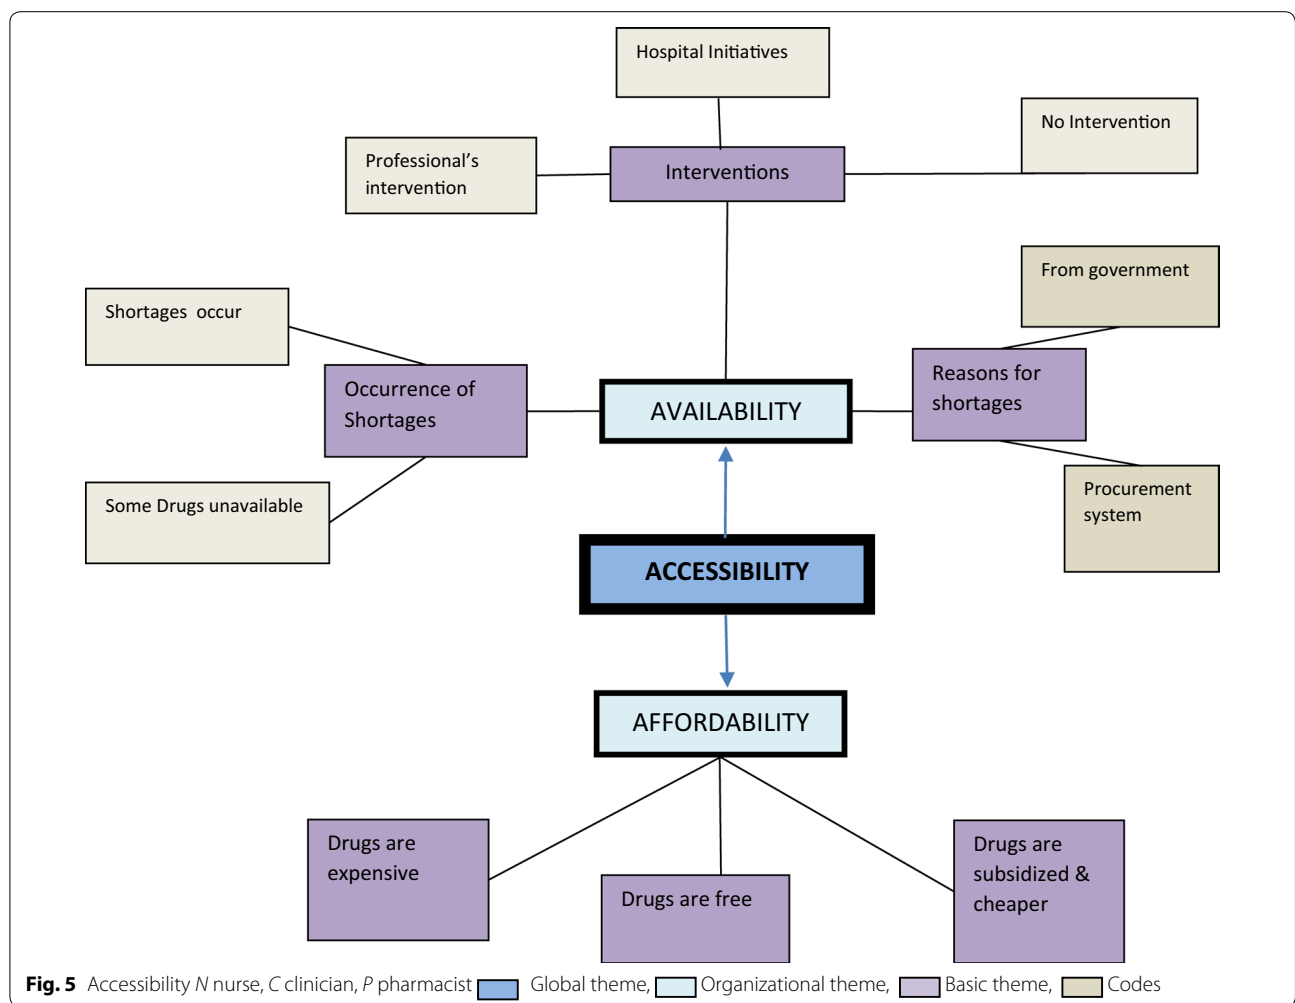 Hospital Initiatives
No Intervention
Professional's
intervention
Interventions
From government
Shortages occur
Reasons for
shortages
Occurrence of
Shortages
AVAILABILITY
Some Drugs unavailable
Procurement
system
ACCESSIBILITY
AFFORDABILITY
Drugs are
expensive
Drugs are free
Drugs are
subsidized &
cheaper
Fig. 5 Accessibility N nurse, C clinician, P pharmacist Global theme, Organizational theme, Basic theme, Codes